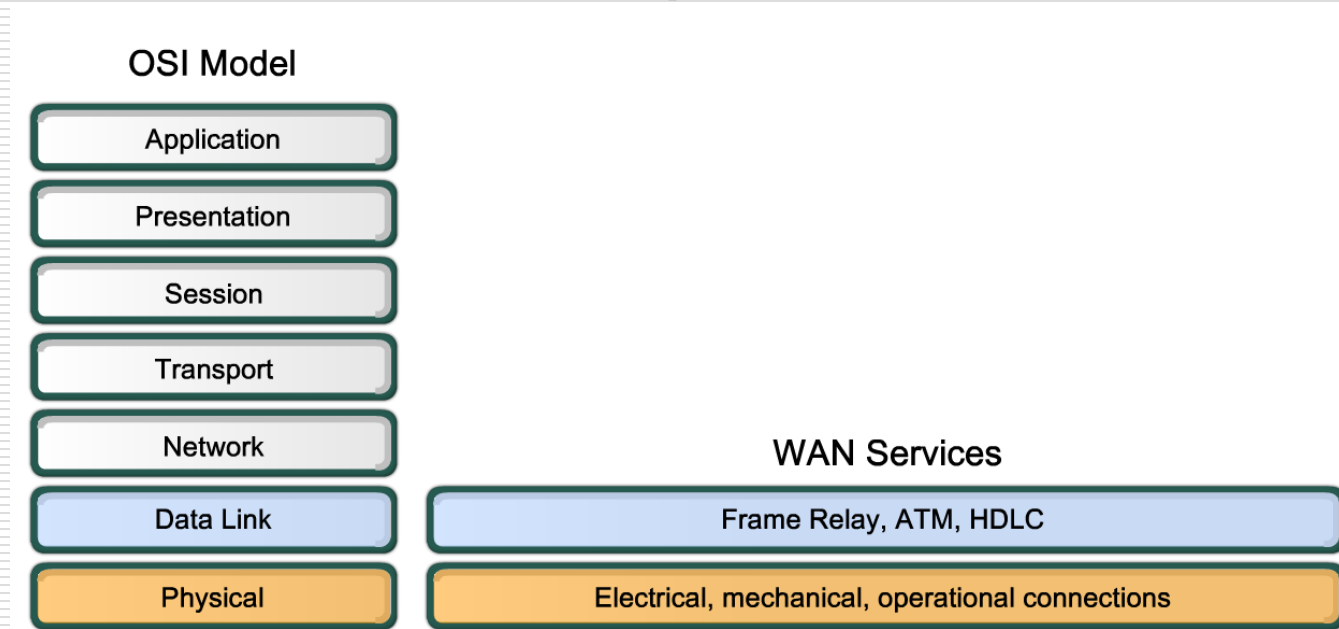 OSI Model
Application
Presentation
Session
Transport
Network
WAN Services
Data Link
Frame Relay, ATM, HDLC
Physical
Electrical, mechanical, operational connections